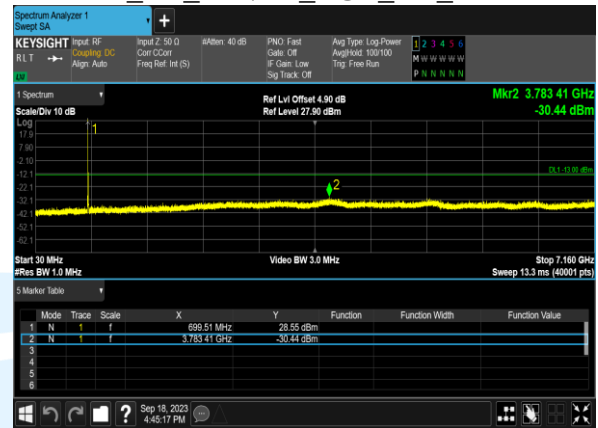 Spectrum Analyzer 1
Swept SA
KEYSIGHT Input: RF Input Z: 50 Ω #Atten: 40 dB PNO: Fast Avg Type: Log-Power 1 2 3 4 5 6
RLT Coupling: DC Corr CCorr Gate: Off Avg|Hold: 100/100 M W W W W W
Align: Auto Freq Ref: Int (S) IF Gain: Low Trig: Free Run
LV Sig Track: Off P N N N N N
1 Spectrum Ref Lvl Offset 4.90 dB Mkr2 3.783 41 GHz
Scale/Div 10 dB Ref Level 27.90 dBm -30.44 dBm
Log
17.9 1
7.90
-2.10
-12.1 DL1 -13.00 dBm
-22.1 2
-32.1
-42.1
-52.1
-62.1
Start 30 MHz Video BW 3.0 MHz Stop 7.160 GHz
#Res BW 1.0 MHz Sweep 13.3 ms (40001 pts)
5 Marker Table
Mode Trace Scale X Y Function Function Width Function Value
1 N 1 f 699.51 MHz 28.55 dBm
2 N 1 f 3.783 41 GHz -30.44 dBm
3
4
5
6
? Sep 18, 2023
4:45:17 PM